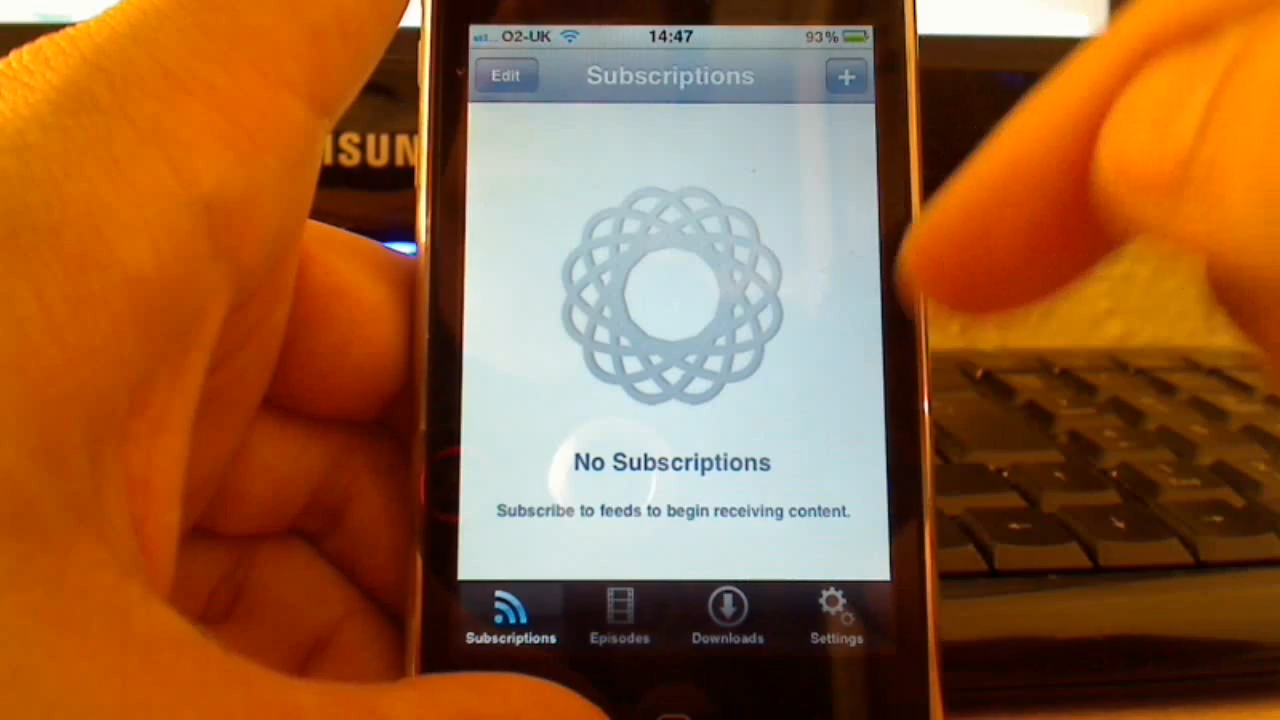 O2-UK 14:47 93%
Edit Subscriptions +
ISUN
No Subscriptions
Subscribe to feeds to begin receiving content.
Subscriptions Episodes Downloads Settings